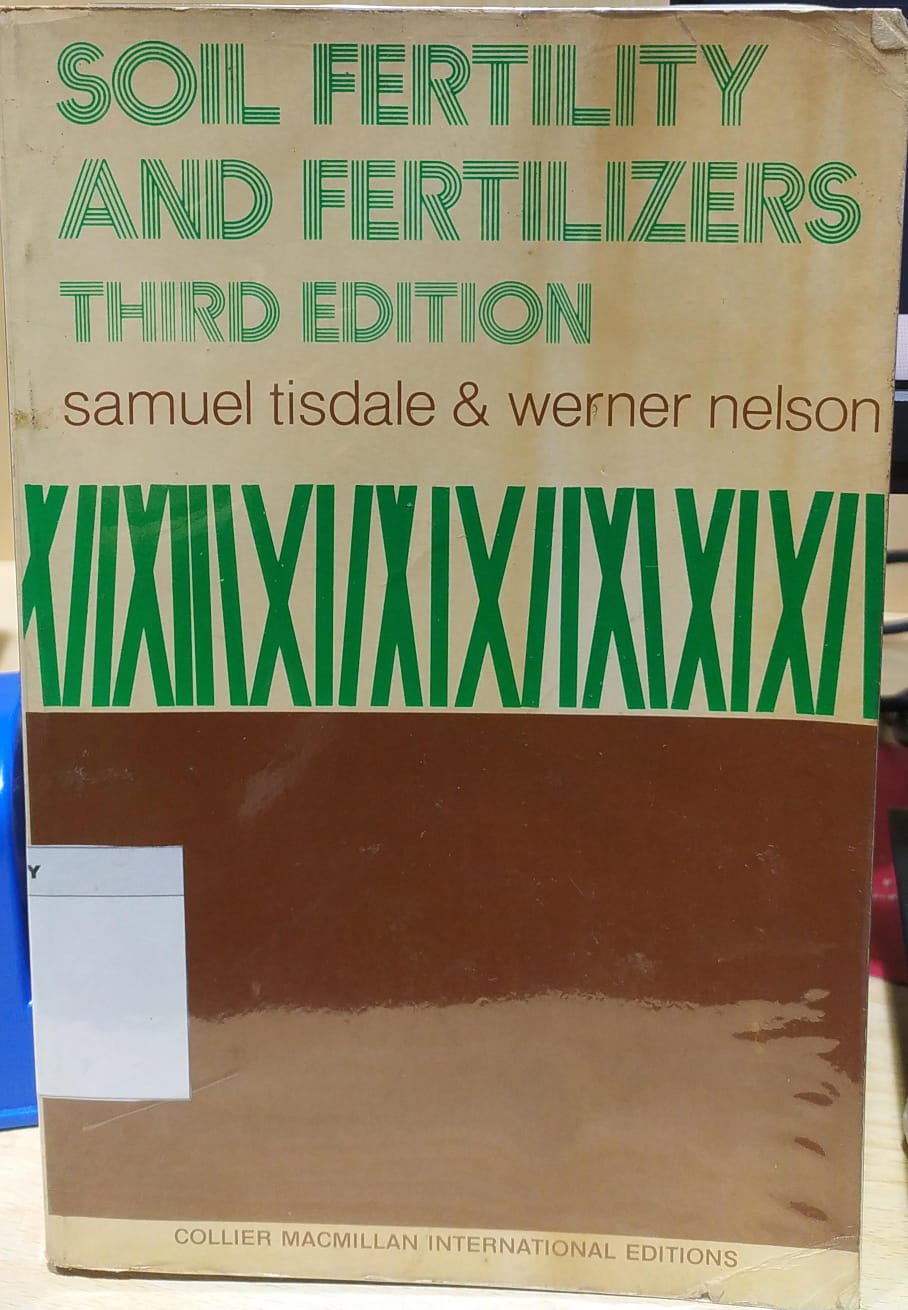 SOIL FERTILITY
AND FERTILIZERS
THIRD EDITION
samuel tisdale & werner nelson
Y
COLLIER MACMILLAN INTERNATIONAL EDITIONS